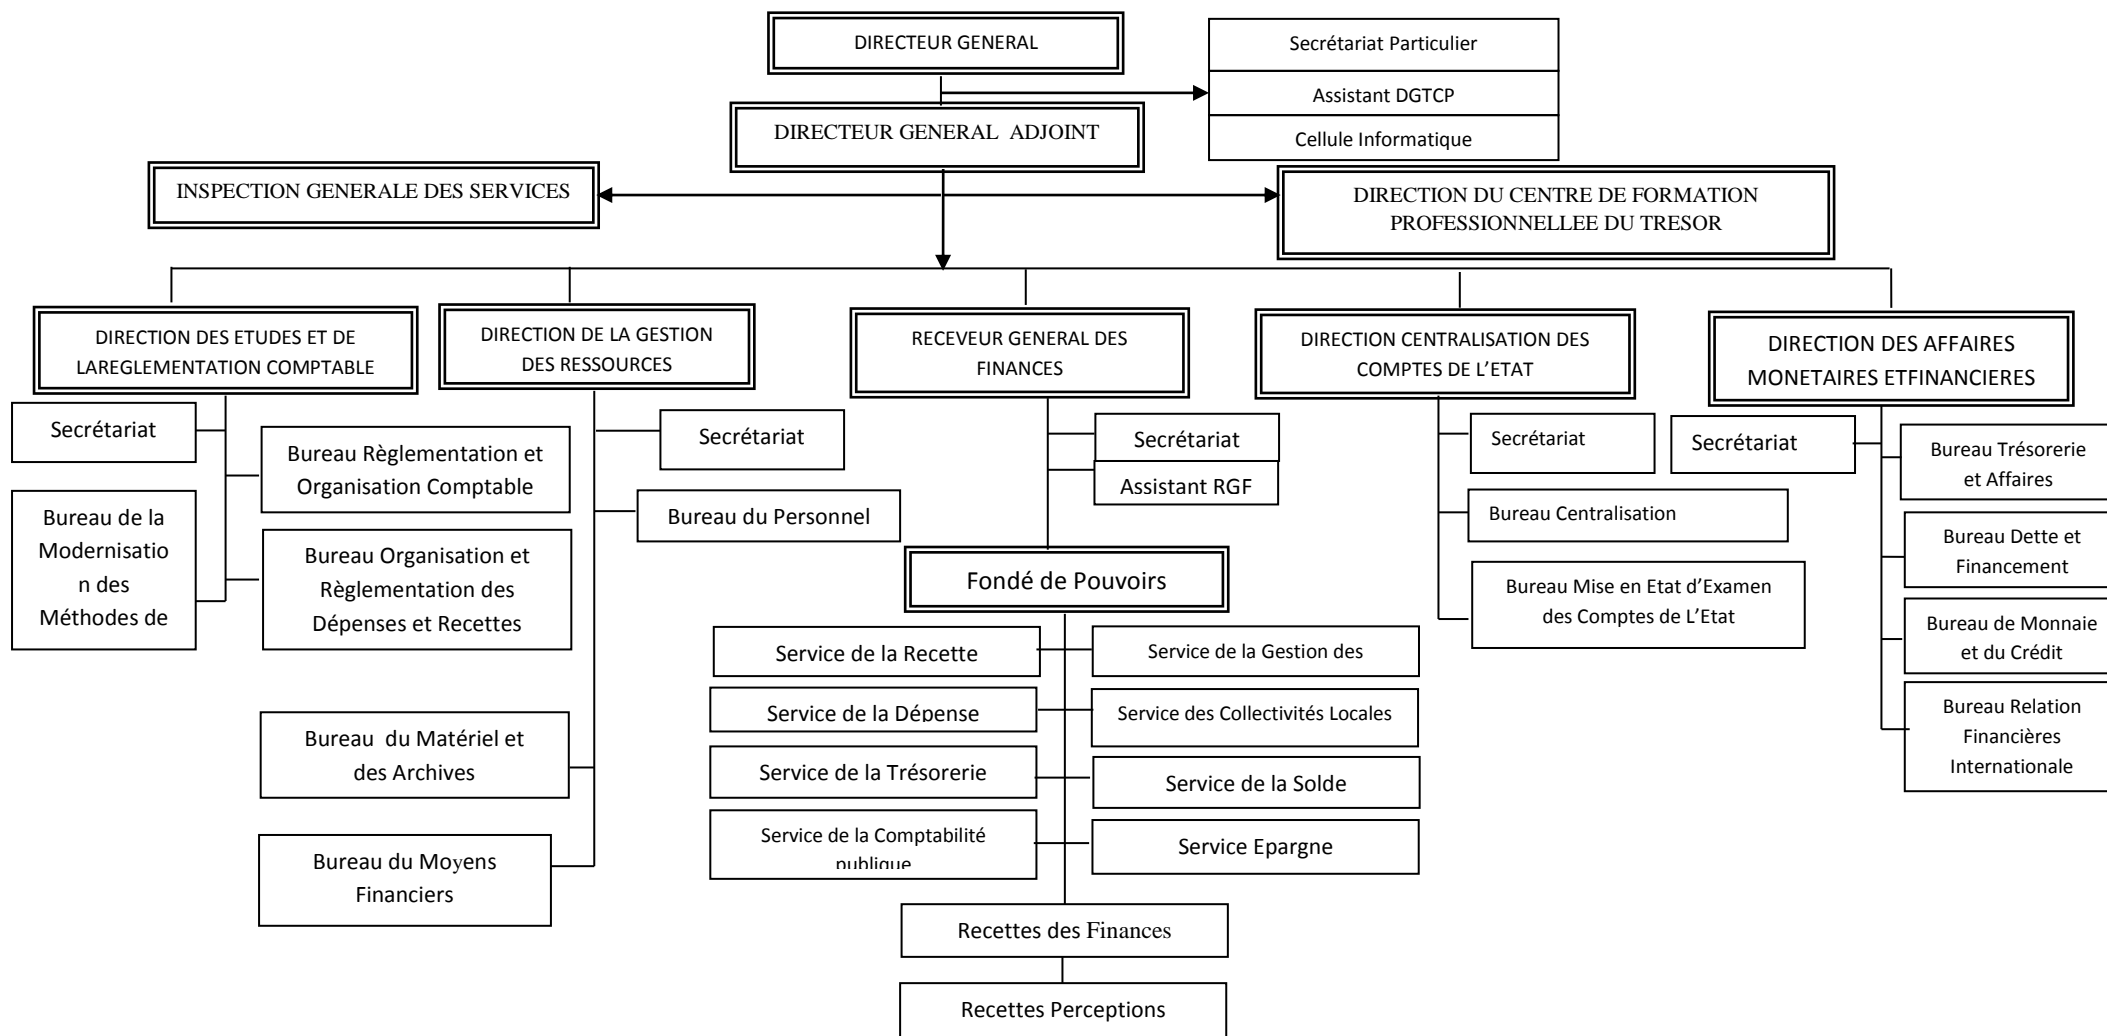 DIRECTEUR GENERAL
Secrétariat Particulier
Assistant DGTCP
Cellule Informatique
DIRECTEUR GENERAL ADJOINT
INSPECTION GENERALE DES SERVICES
DIRECTION DU CENTRE DE FORMATION
PROFESSIONNELLEE DU TRESOR
DIRECTION DES ETUDES ET DE
LAREGLEMENTATION COMPTABLE
DIRECTION DE LA GESTION
DES RESSOURCES
RECEVEUR GENERAL DES
FINANCES
DIRECTION CENTRALISATION DES
COMPTES DE L’ETAT
DIRECTION DES AFFAIRES
MONETAIRES ETFINANCIERES
Secrétariat
Bureau Règlementation et
Organisation Comptable
Bureau de la
Modernisatio
n des
Méthodes de
Bureau Organisation et
Règlementation des
Dépenses et Recettes
Secrétariat
Bureau du Personnel
Bureau du Matériel et
des Archives
Bureau du Moyens
Financiers
Secrétariat
Assistant RGF
Fondé de Pouvoirs
Service de la Recette
Service de la Gestion des
Service de la Dépense
Service des Collectivités Locales
Service de la Trésorerie
Service de la Solde
Service de la Comptabilité
publique
Service Epargne
Recettes des Finances
Recettes Perceptions
Secrétariat
Bureau Centralisation
Bureau Mise en Etat d’Examen
des Comptes de L’Etat
Secrétariat
Bureau Trésorerie
et Affaires
Bureau Dette et
Financement
Bureau de Monnaie
et du Crédit
Bureau Relation
Financières
Internationale